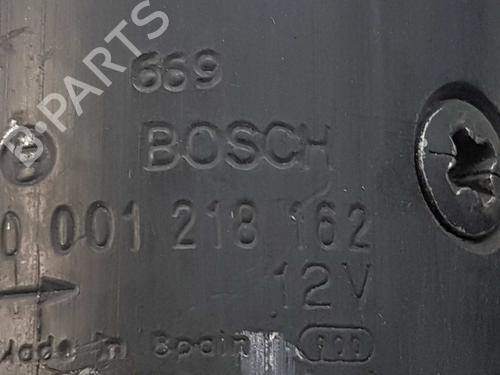 669
BOSCH
0 001 218 162
12V
Made in Spain
B-PARTS